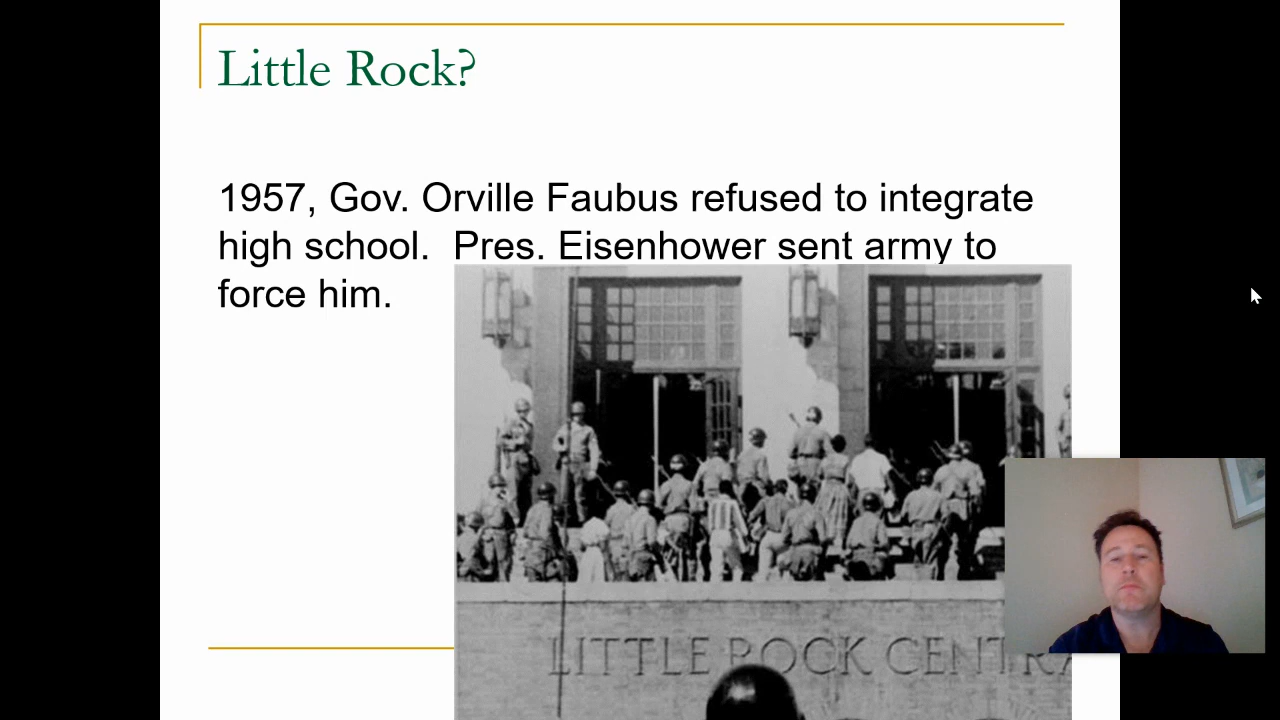 Little Rock?
1957, Gov. Orville Faubus refused to integrate
high school.  Pres. Eisenhower sent army to
force him.
LITTLE ROCK CENTRA